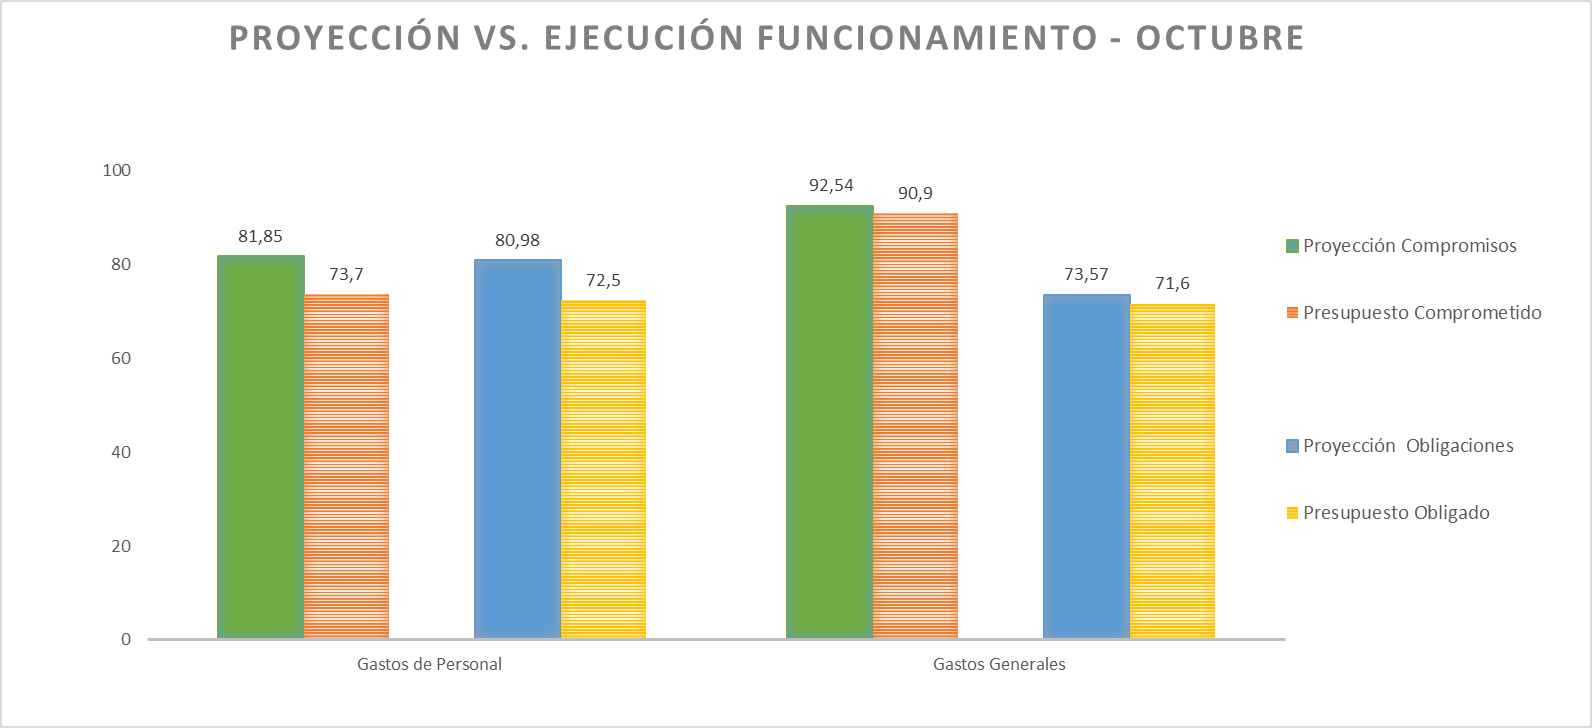 PROYECCIÓN VS. EJECUCIÓN FUNCIONAMIENTO - OCTUBRE
100
80
60
40
20
0
81,85
73,7
80,98
72,5
92,54
90,9
73,57
71,6
Gastos de Personal
Gastos Generales
Proyección Compromisos
Presupuesto Comprometido
Proyección  Obligaciones
Presupuesto Obligado